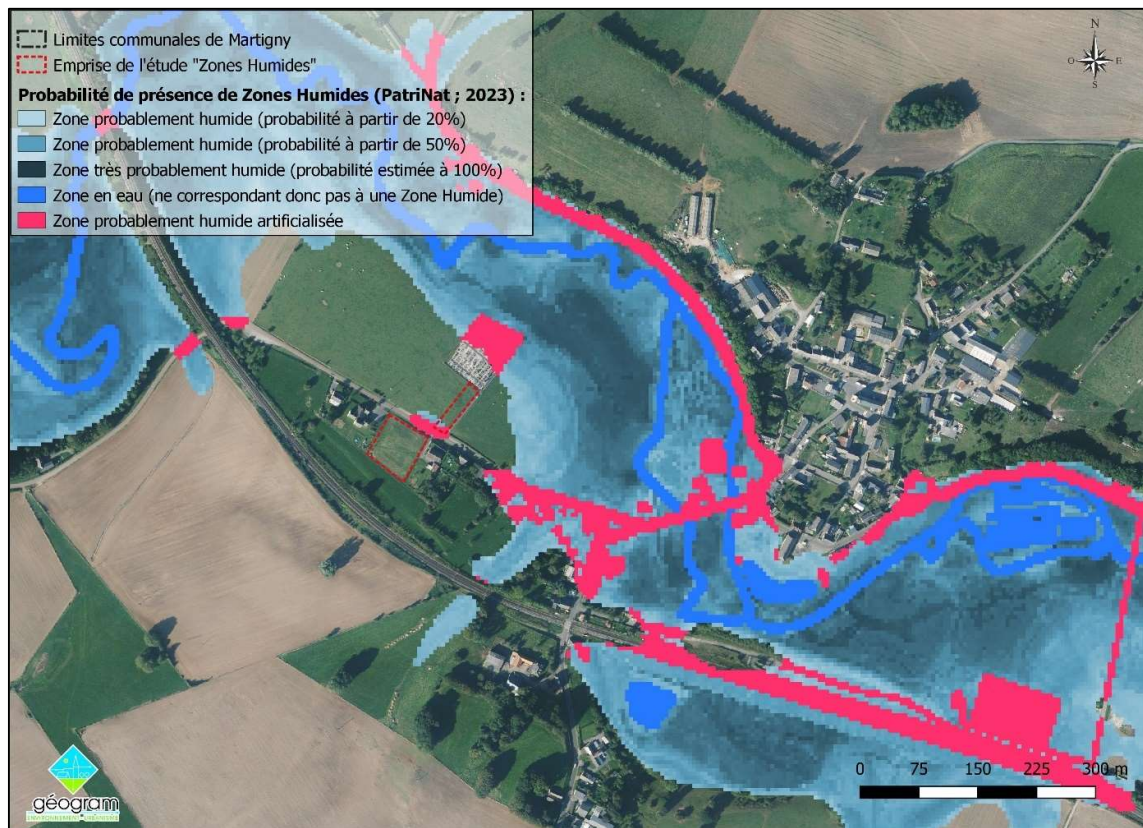 Limites communales de Martigny
Emprise de l'étude "Zones Humides"
Probabilité de présence de Zones Humides (PatriNat ; 2023) :
Zone probablement humide (probabilité à partir de 20%)
Zone probablement humide (probabilité à partir de 50%)
Zone très probablement humide (probabilité estimée à 100%)
Zone en eau (ne correspondant donc pas à une Zone Humide)
Zone probablement humide artificialisée
N
O E
S
0 75 150 225 300 m
géogram
ENVIRONNEMENT - URBANISME